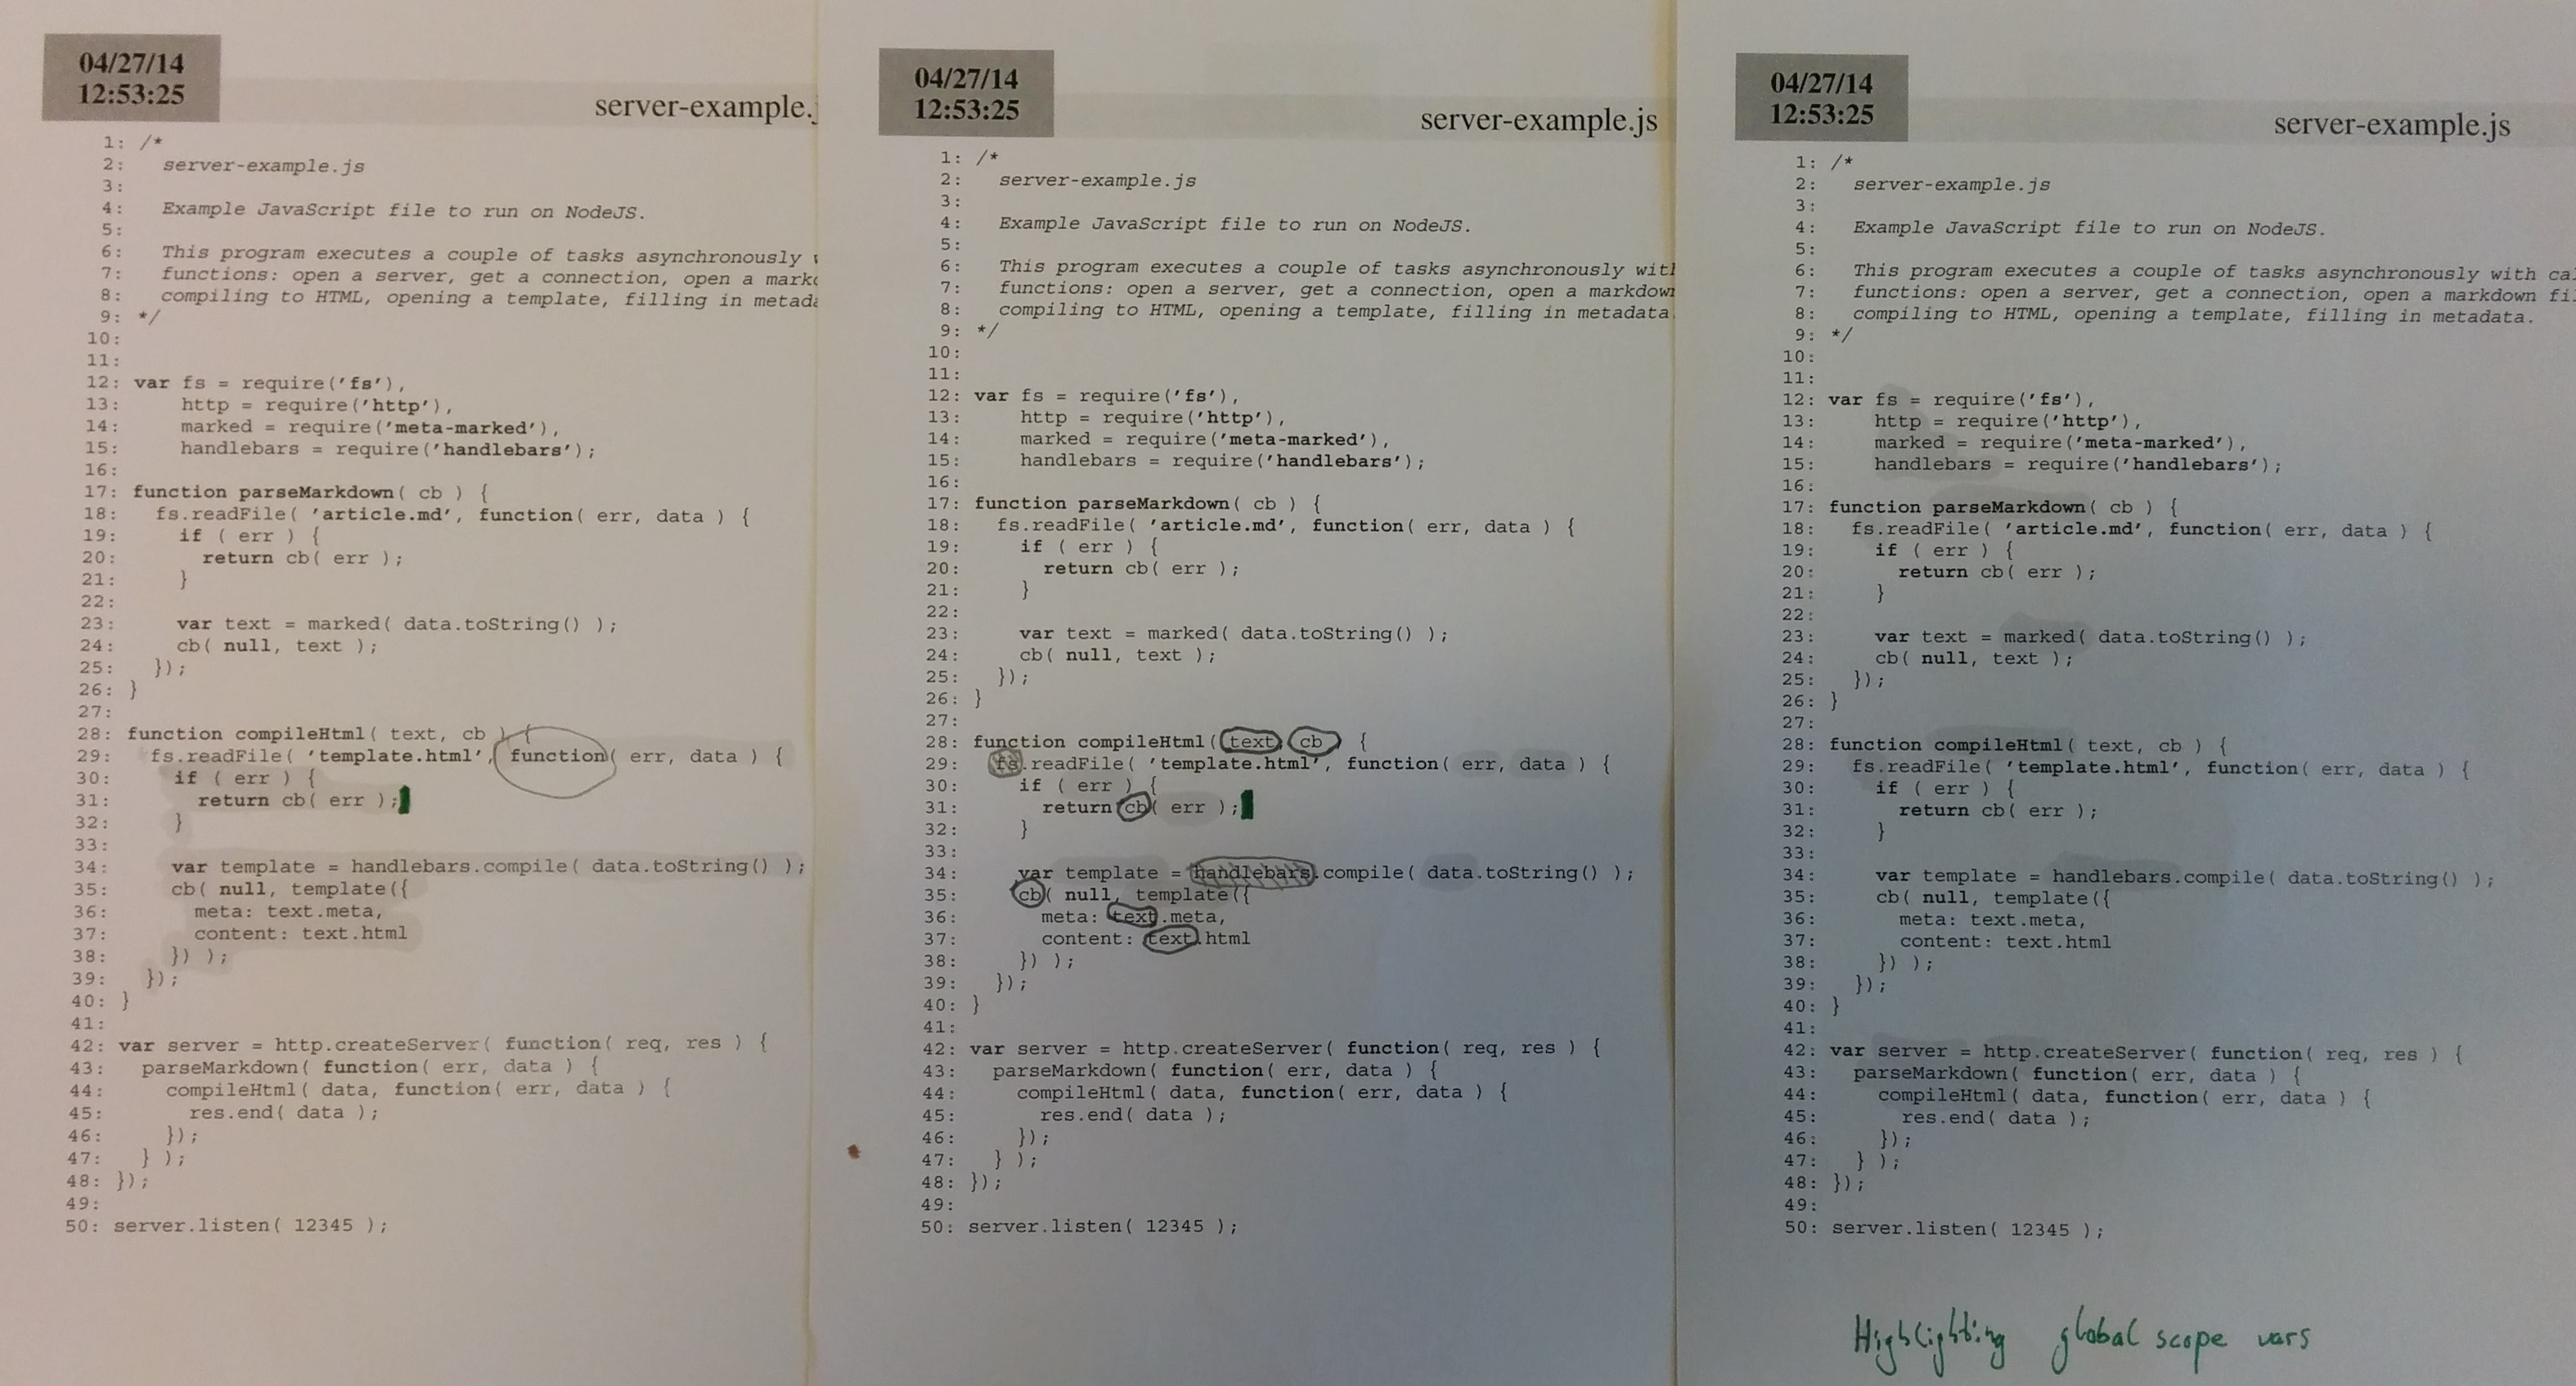 04/27/14
12:53:25
server-example.j
1: /*
2: server-example.js
3:
4: Example JavaScript file to run on NodeJS.
5:
6: This program executes a couple of tasks asynchronously
7: functions: open a server, get a connection, open a mark
8: compiling to HTML, opening a template, filling in metad
9: */
10:
11:
12: var fs = require('fs'),
13: http = require('http'),
14: marked = require('meta-marked'),
15: handlebars = require('handlebars');
16:
17: function parseMarkdown( cb ) {
18: fs.readFile( 'article.md', function( err, data ) {
19: if ( err ) {
20: return cb( err );
21: }
22:
23: var text = marked( data.toString() );
24: cb( null, text );
25: });
26: }
27:
28: function compileHtml( text, cb ) {
29: fs.readFile( 'template.html', function( err, data ) {
30: if ( err ) {
31: return cb( err );
32: }
33:
34: var template = handlebars.compile( data.toString() );
35: cb( null, template({
36: meta: text.meta,
37: content: text.html
38: }) );
39: });
40: }
41:
42: var server = http.createServer( function( req, res ) {
43: parseMarkdown( function( err, data ) {
44: compileHtml( data, function( err, data ) {
45: res.end( data );
46: });
47: } );
48: });
49:
50: server.listen( 12345 );
04/27/14
12:53:25
server-example.js
1: /*
2: server-example.js
3:
4: Example JavaScript file to run on NodeJS.
5:
6: This program executes a couple of tasks asynchronously with
7: functions: open a server, get a connection, open a markdown
8: compiling to HTML, opening a template, filling in metadata
9: */
10:
11:
12: var fs = require('fs'),
13: http = require('http'),
14: marked = require('meta-marked'),
15: handlebars = require('handlebars');
16:
17: function parseMarkdown( cb ) {
18: fs.readFile( 'article.md', function( err, data ) {
19: if ( err ) {
20: return cb( err );
21: }
22:
23: var text = marked( data.toString() );
24: cb( null, text );
25: });
26: }
27:
28: function compileHtml( text, cb ) {
29: fs.readFile( 'template.html', function( err, data ) {
30: if ( err ) {
31: return cb( err );
32: }
33:
34: var template = handlebars.compile( data.toString() );
35: cb( null, template({
36: meta: text.meta,
37: content: text.html
38: }) );
39: });
40: }
41:
42: var server = http.createServer( function( req, res ) {
43: parseMarkdown( function( err, data ) {
44: compileHtml( data, function( err, data ) {
45: res.end( data );
46: });
47: } );
48: });
49:
50: server.listen( 12345 );
04/27/14
12:53:25
server-example.js
1: /*
2: server-example.js
3:
4: Example JavaScript file to run on NodeJS.
5:
6: This program executes a couple of tasks asynchronously with ca
7: functions: open a server, get a connection, open a markdown fi
8: compiling to HTML, opening a template, filling in metadata.
9: */
10:
11:
12: var fs = require('fs'),
13: http = require('http'),
14: marked = require('meta-marked'),
15: handlebars = require('handlebars');
16:
17: function parseMarkdown( cb ) {
18: fs.readFile( 'article.md', function( err, data ) {
19: if ( err ) {
20: return cb( err );
21: }
22:
23: var text = marked( data.toString() );
24: cb( null, text );
25: });
26: }
27:
28: function compileHtml( text, cb ) {
29: fs.readFile( 'template.html', function( err, data ) {
30: if ( err ) {
31: return cb( err );
32: }
33:
34: var template = handlebars.compile( data.toString() );
35: cb( null, template({
36: meta: text.meta,
37: content: text.html
38: }) );
39: });
40: }
41:
42: var server = http.createServer( function( req, res ) {
43: parseMarkdown( function( err, data ) {
44: compileHtml( data, function( err, data ) {
45: res.end( data );
46: });
47: } );
48: });
49:
50: server.listen( 12345 );
Highlighting global scope vars